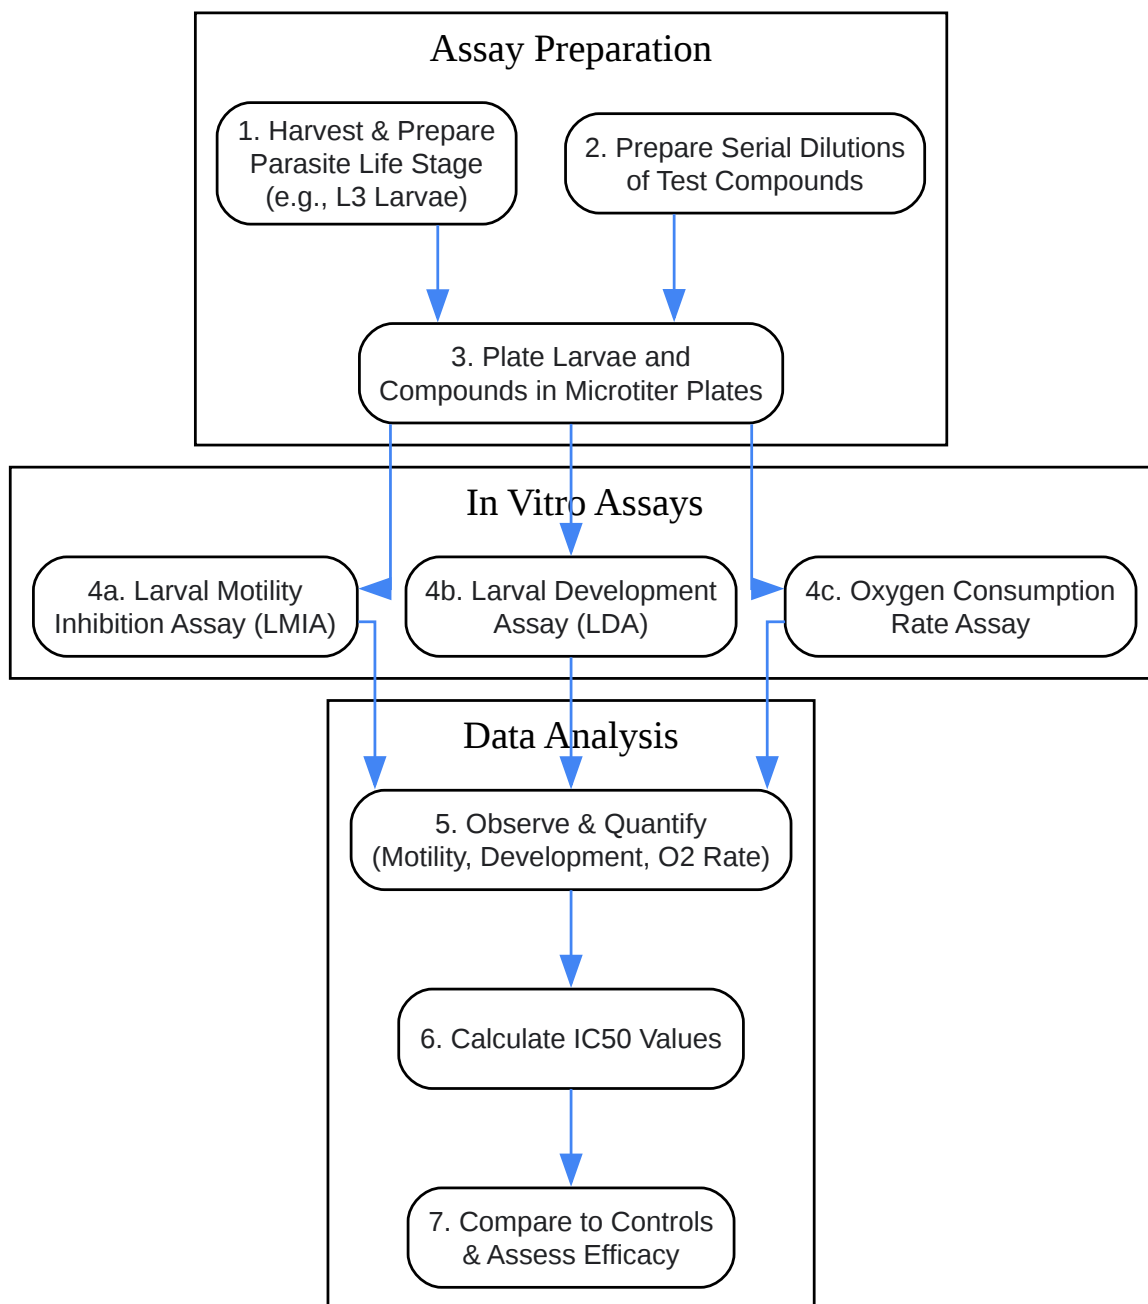 Assay Preparation
1. Harvest & Prepare
Parasite Life Stage
(e.g., L3 Larvae)
2. Prepare Serial Dilutions
of Test Compounds
3. Plate Larvae and
Compounds in Microtiter Plates
In Vitro Assays
4a. Larval Motility
Inhibition Assay (LMIA)
4b. Larval Development
Assay (LDA)
4c. Oxygen Consumption
Rate Assay
Data Analysis
5. Observe & Quantify
(Motility, Development, O2 Rate)
6. Calculate IC50 Values
7. Compare to Controls
& Assess Efficacy